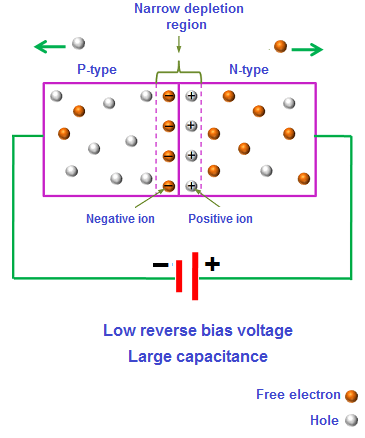 Narrow depletion
region
P-type
N-type
− − − −
+ + + +
Negative ion
Positive ion
− +
Low reverse bias voltage
Large capacitance
Free electron
Hole